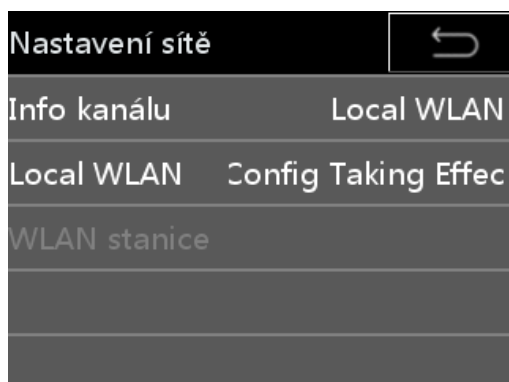 Nastavení sítě
Info kanálu Local WLAN
Local WLAN Config Taking Effec
WLAN stanice